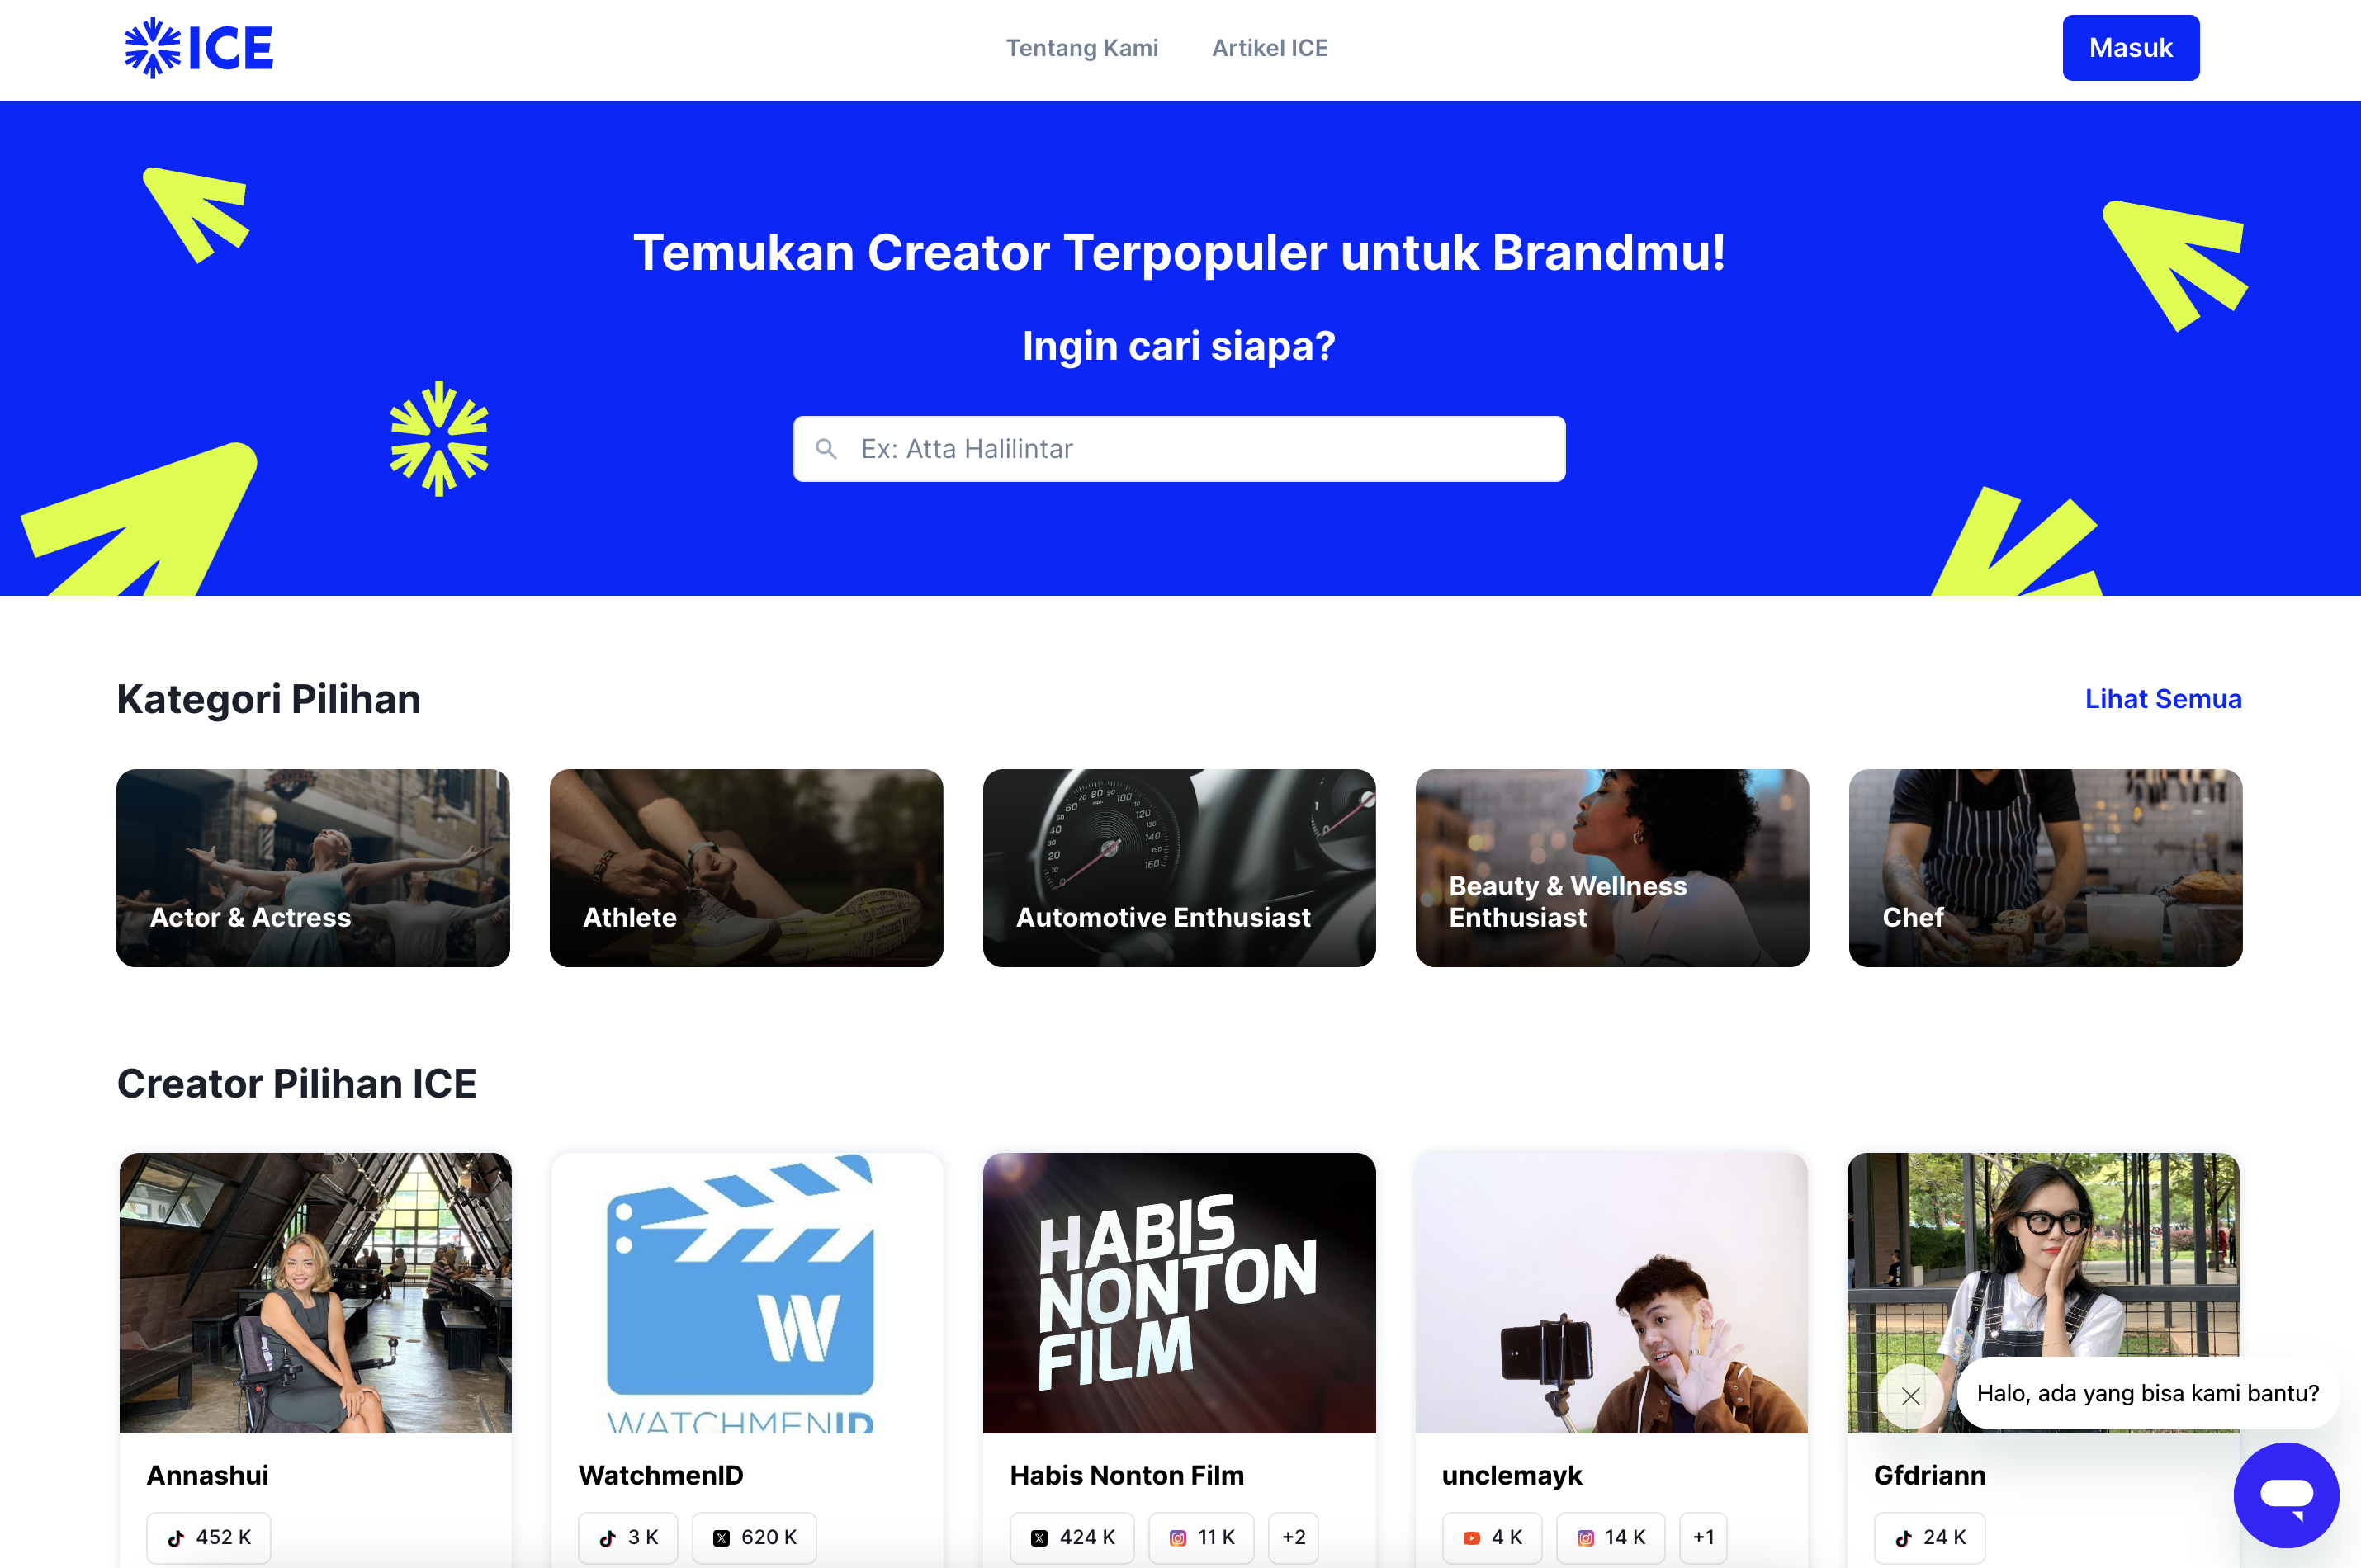 ICE
Tentang Kami
Artikel ICE
Masuk
Temukan Creator Terpopuler untuk Brandmu!
Ingin cari siapa?
Ex: Atta Halilintar
Kategori Pilihan
Lihat Semua
Actor & Actress
Athlete
Automotive Enthusiast
Beauty & Wellness
Enthusiast
Chef
Creator Pilihan ICE
W
WATCHMENID
HABIS
NONTON
FILM
Halo, ada yang bisa kami bantu?
Annashui
452 K
WatchmenID
3 K
620 K
Habis Nonton Film
424 K
11 K
+2
unclemayk
4 K
14 K
+1
Gfdriann
24 K